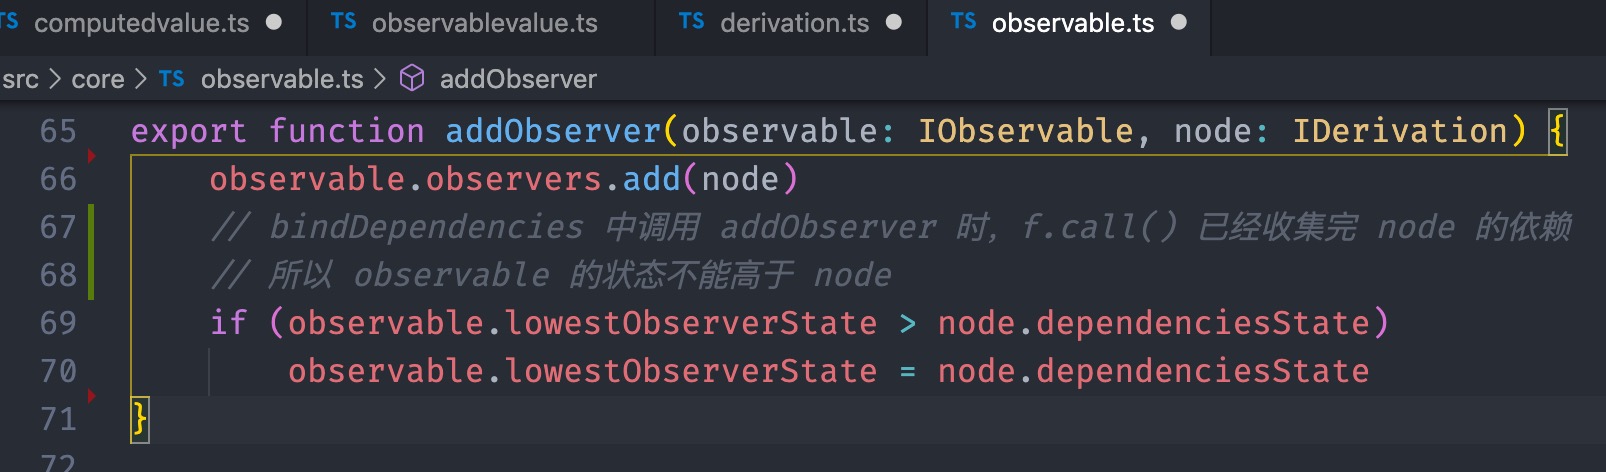 TS computedvalue.ts
TS observablevalue.ts
TS derivation.ts
TS observable.ts
src > core > TS observable.ts > addObserver
65 export function addObserver(observable: IObservable, node: IDerivation) {
66 observable.observers.add(node)
67 // bindDependencies 中调用 addObserver 时, f.call() 已经收集完 node 的依赖
68 // 所以 observable 的状态不能高于 node
69 if (observable.lowestObserverState > node.dependenciesState)
70 observable.lowestObserverState = node.dependenciesState
71 }
72